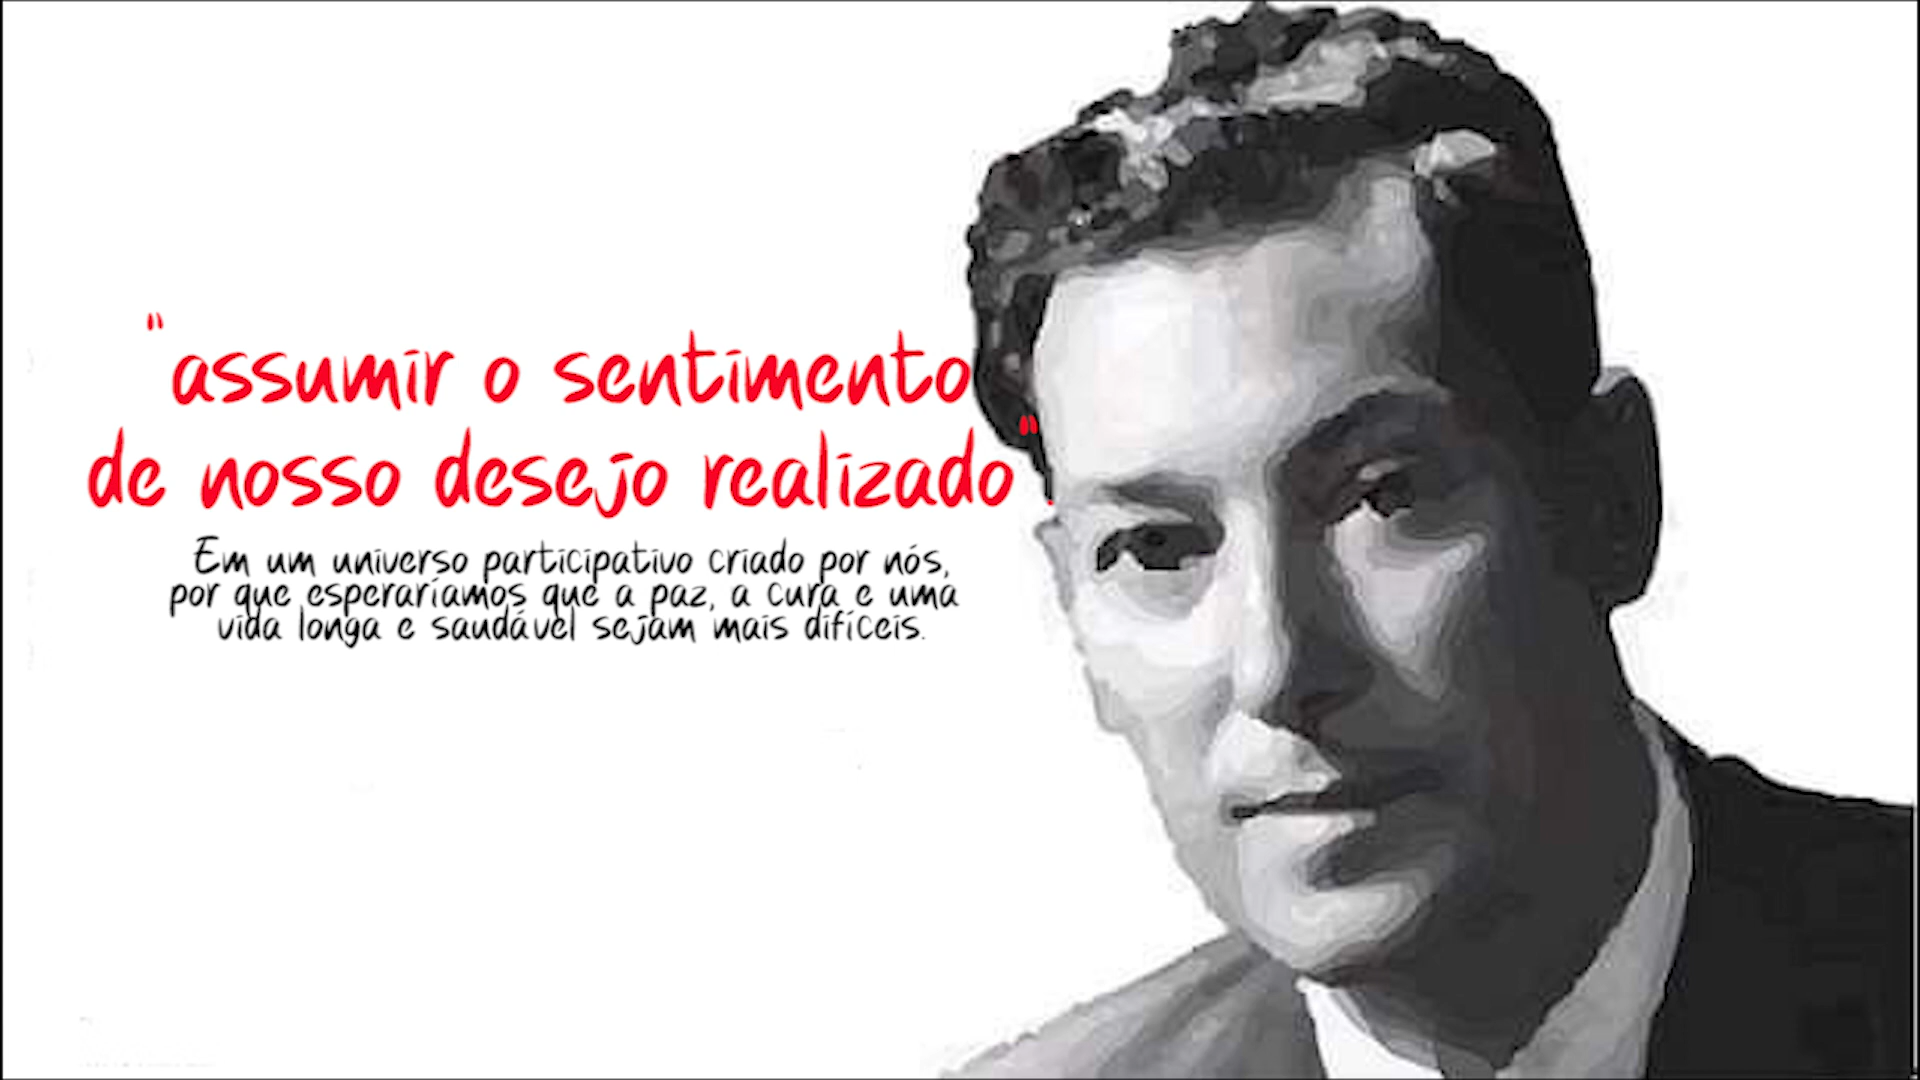 "assumir o sentimento
de nosso desejo realizado".
Em um universo participativo criado por nós,
por que esperaríamos que a paz, a cura e uma
vida longa e saudável sejam mais difíceis.